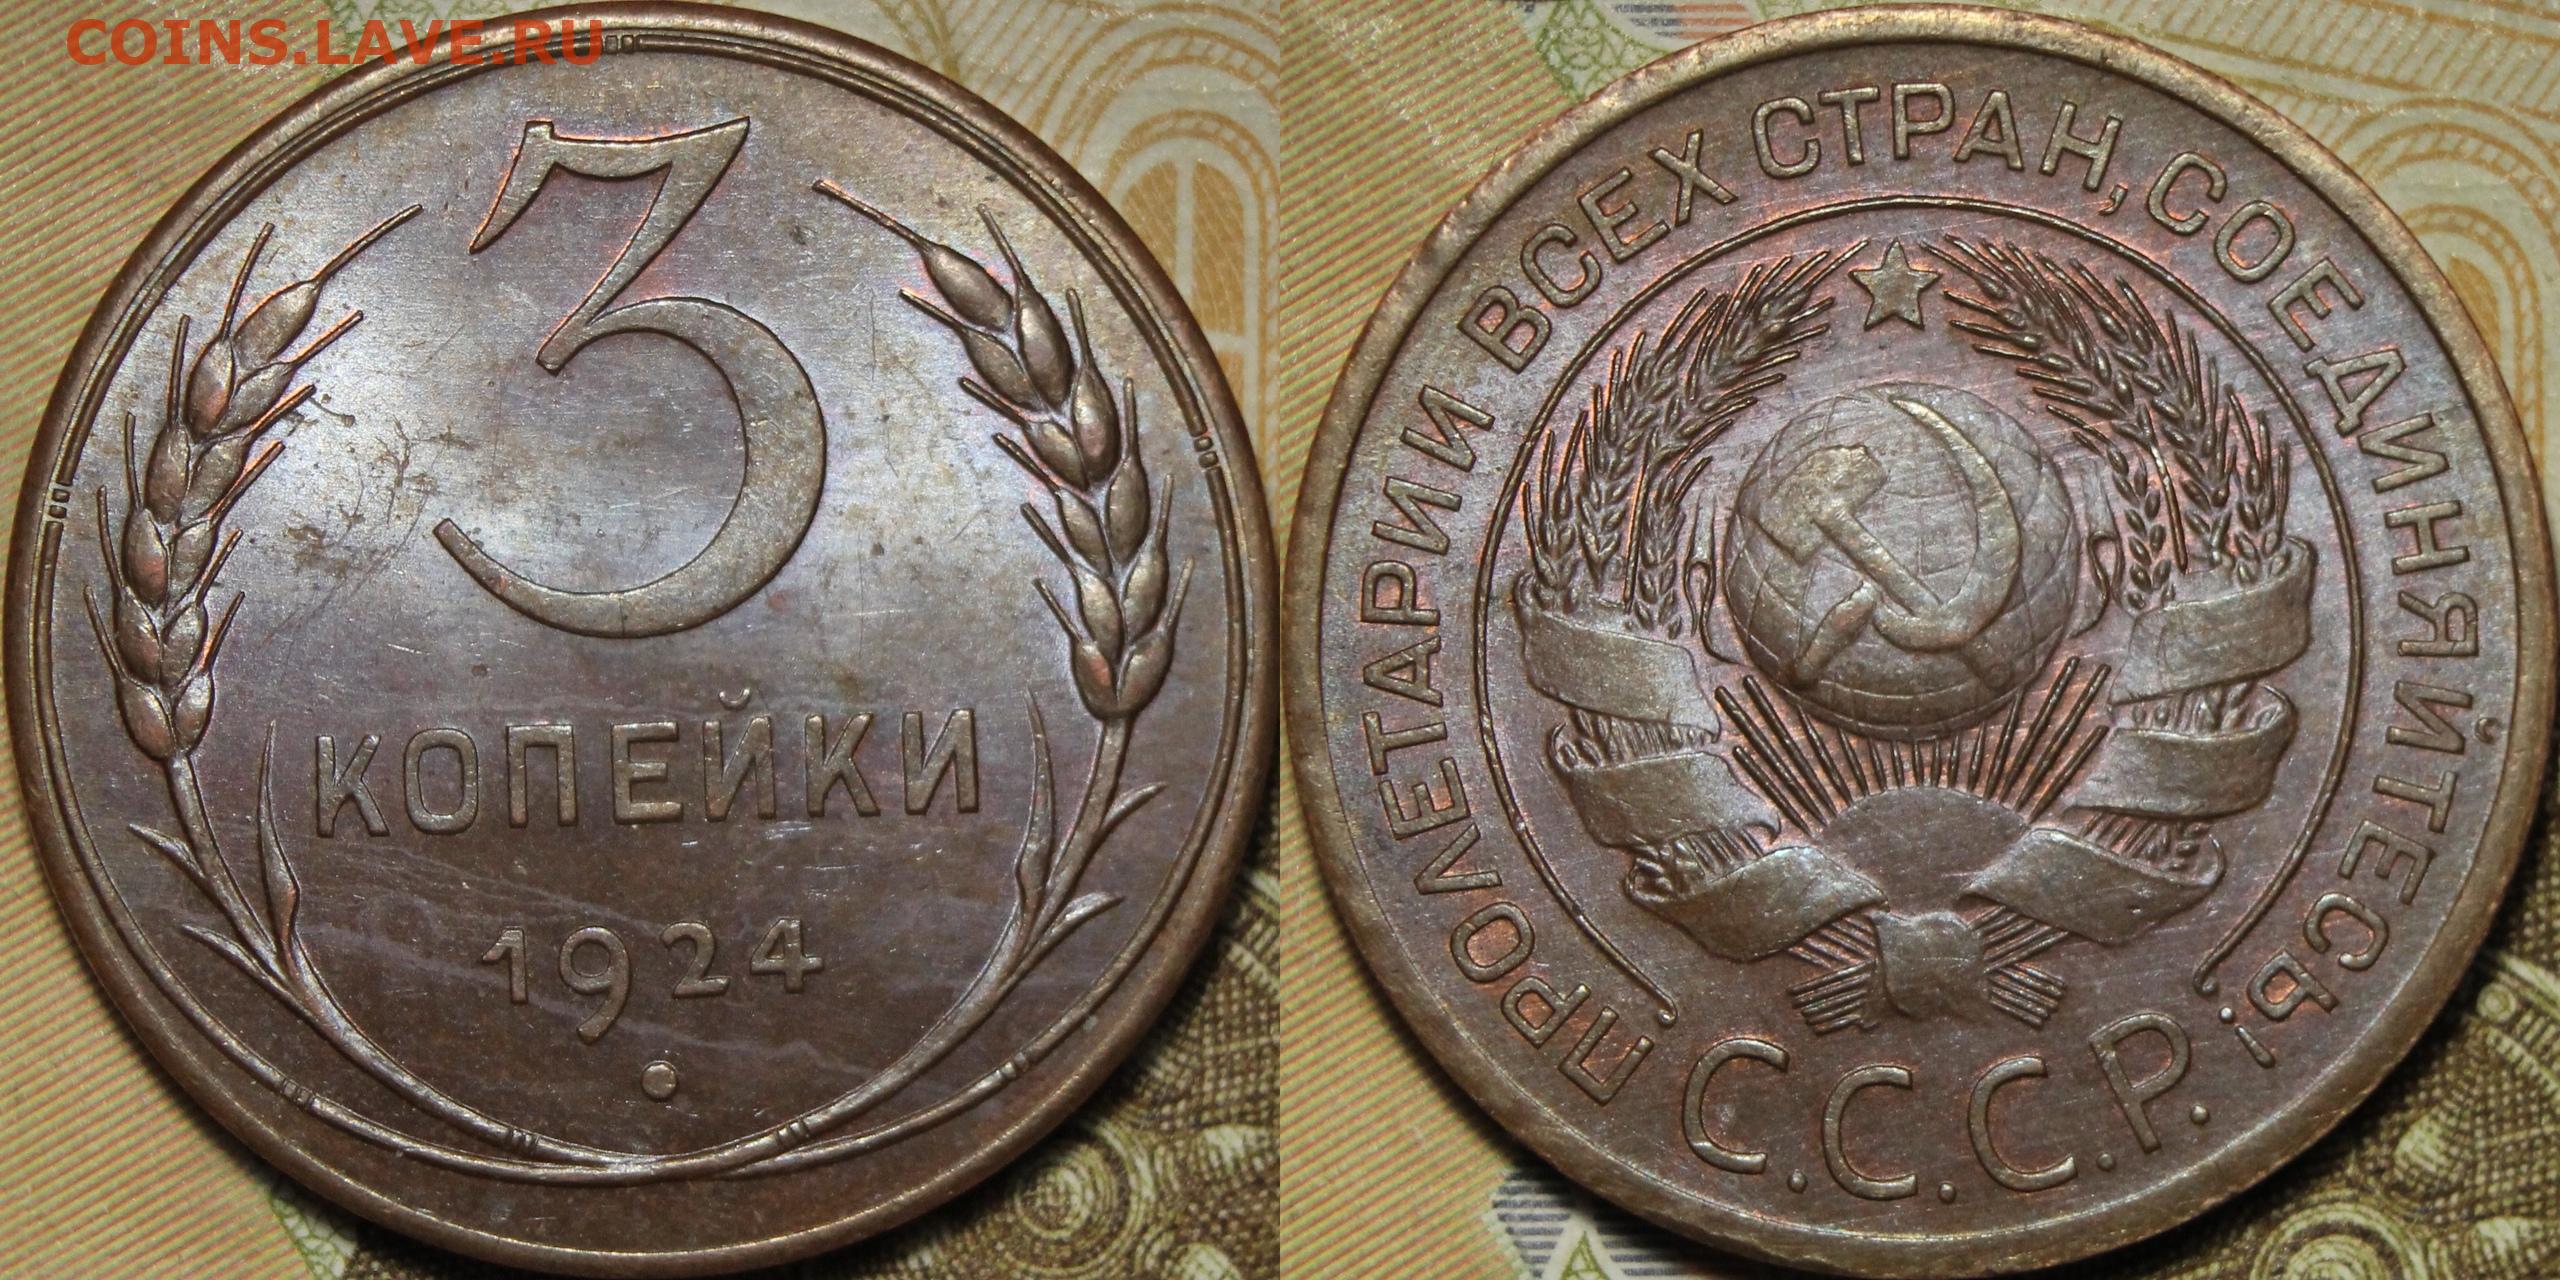 COINS.LAVE.RU
3
КОПЕЙКИ
1924
ПРОЛЕТАРИИ ВСЕХ СТРАН, СОЕДИНЯЙТЕСЬ!
С.С.С.Р.